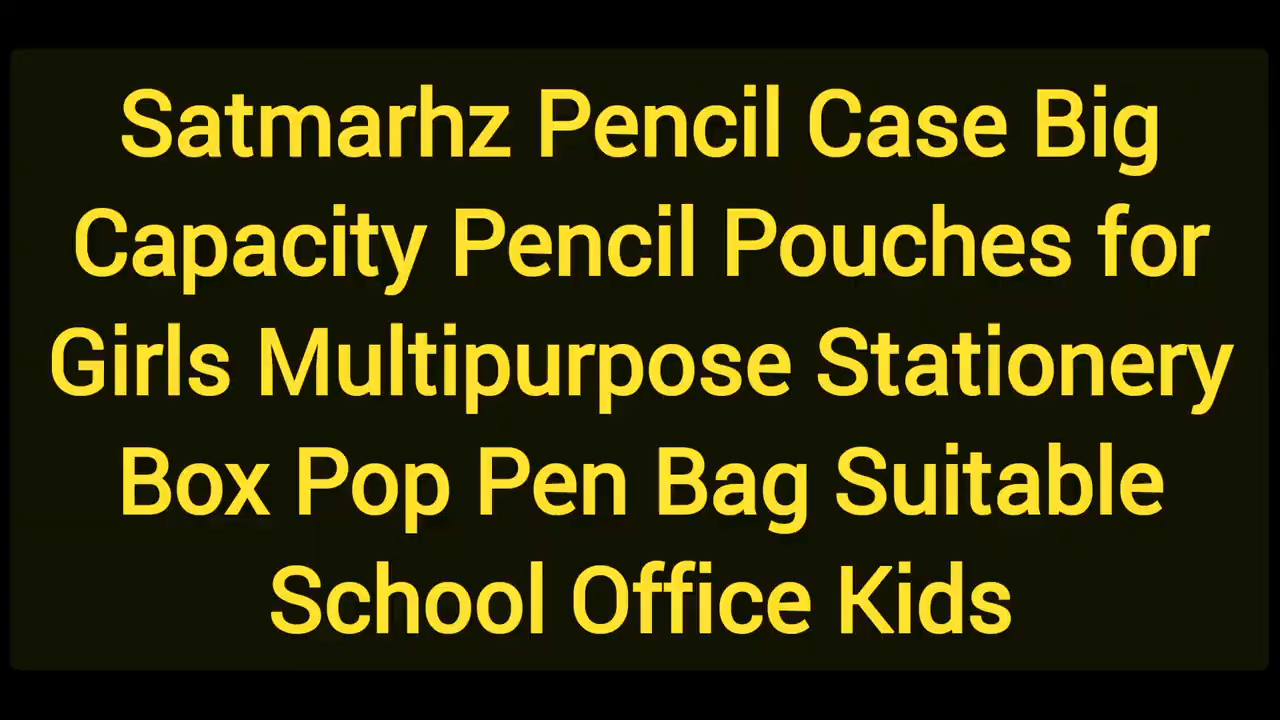 Satmarhz Pencil Case Big
Capacity Pencil Pouches for
Girls Multipurpose Stationery
Box Pop Pen Bag Suitable
School Office Kids